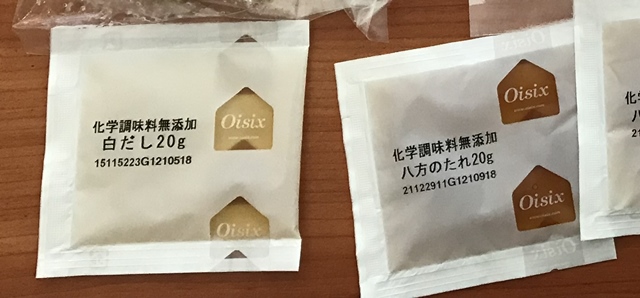 化学調味料無添加
白だし20g
15115223G1210518
Oisix
Oisix
化学調味料無添加
八方のたれ20g
21122911G1210918
Oisix
Oisix